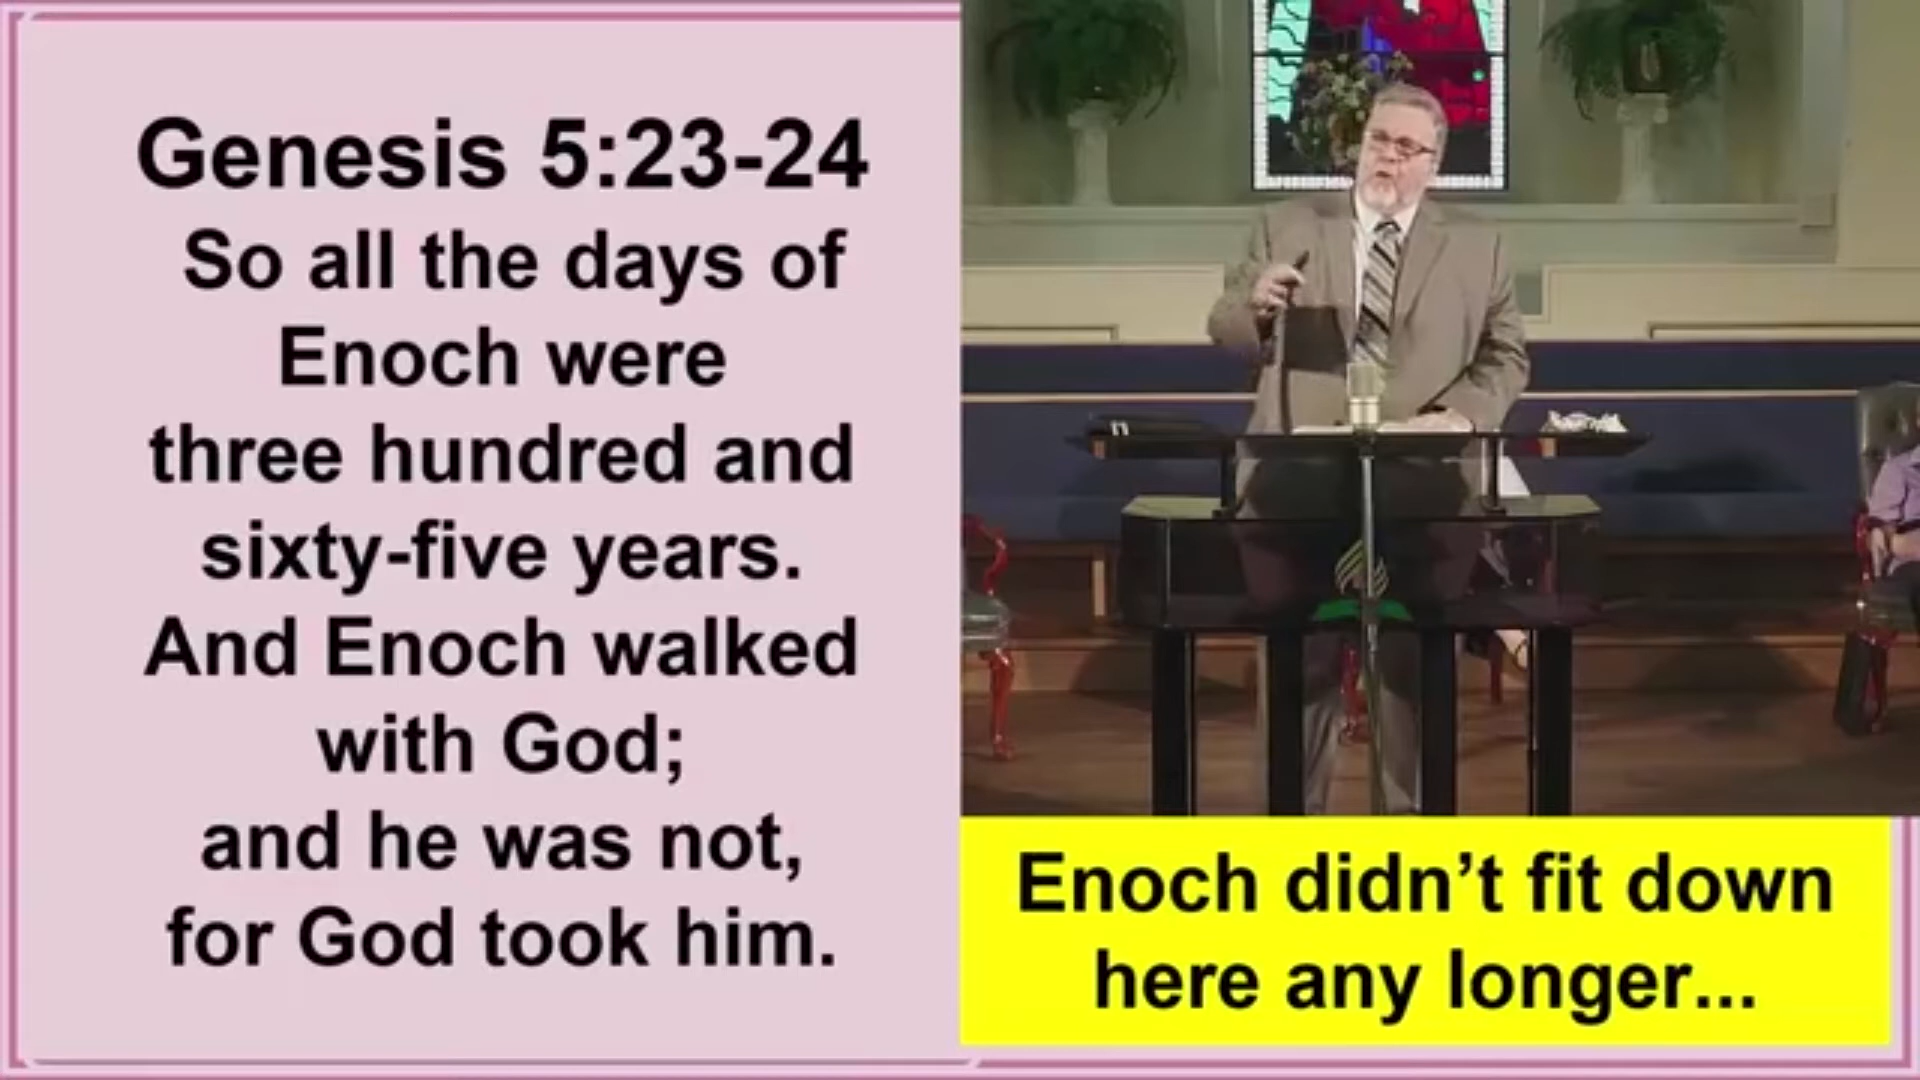 Genesis 5:23-24
So all the days of
Enoch were
three hundred and
sixty-five years.
And Enoch walked
with God;
and he was not,
for God took him.
Enoch didn’t fit down
here any longer...